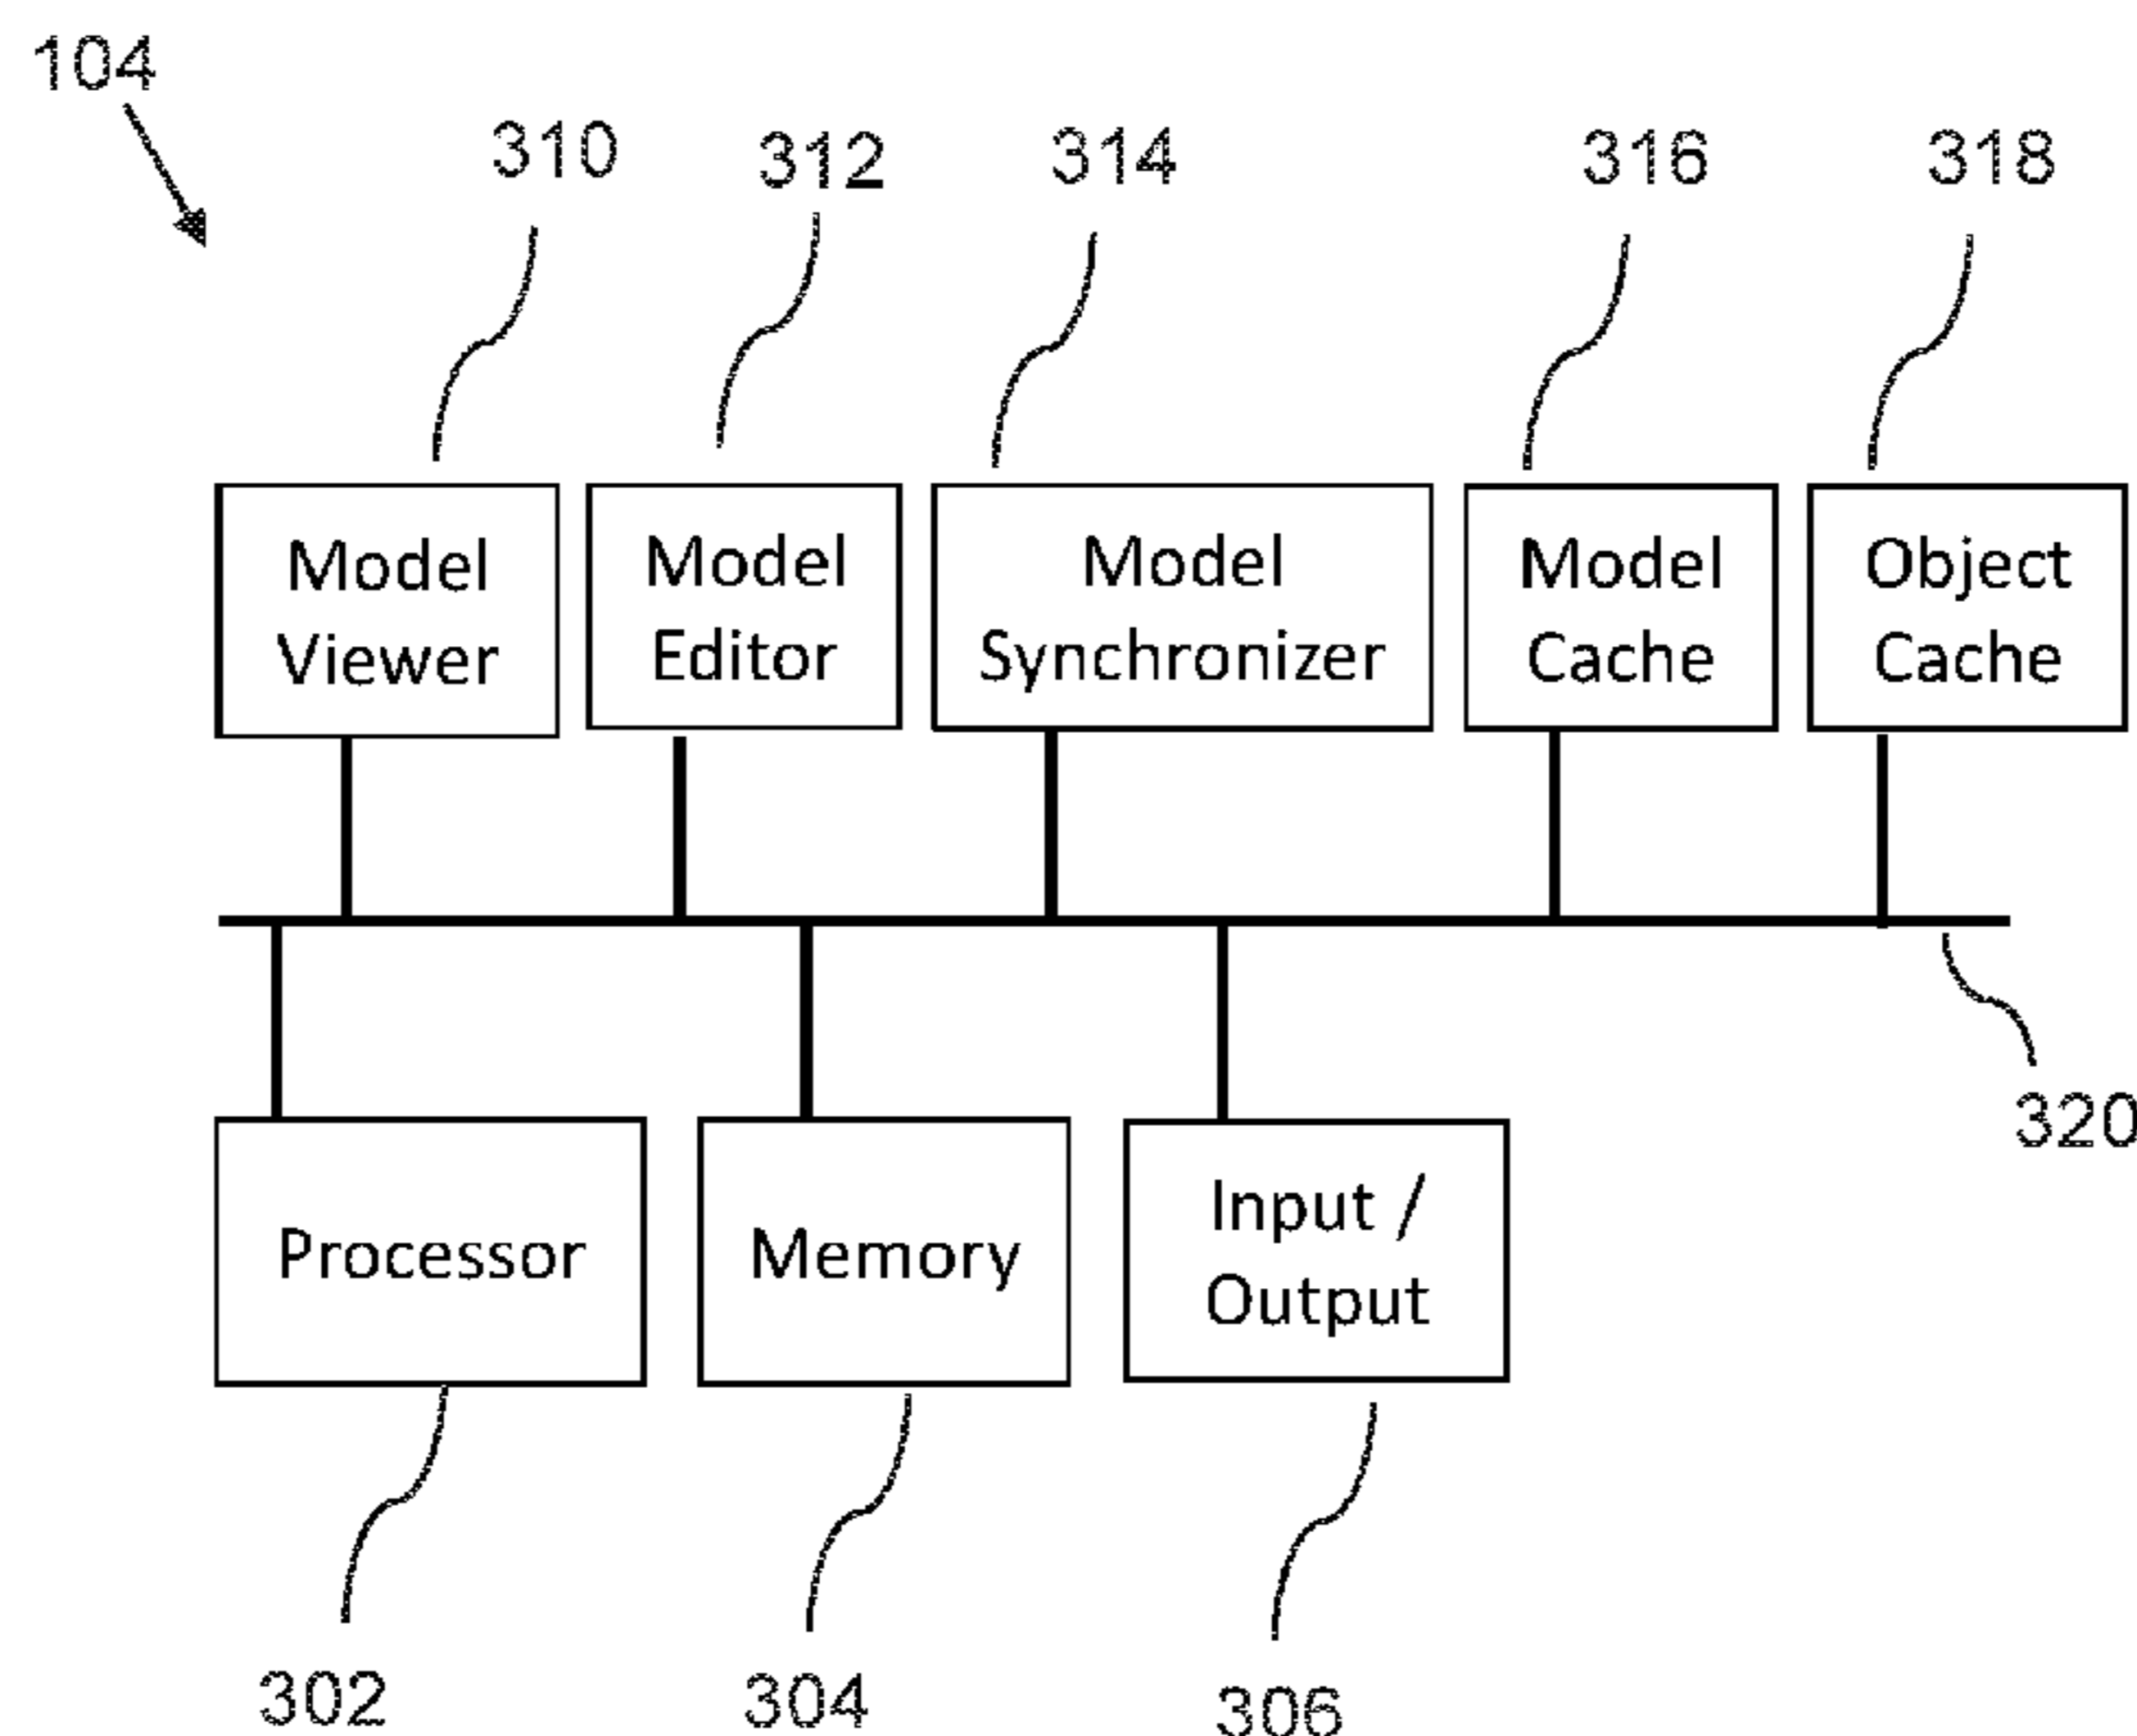 104
310
312
314
316
318
Model
Viewer
Model
Editor
Model
Synchronizer
Model
Cache
Object
Cache
320
Processor
Memory
Input /
Output
302
304
306